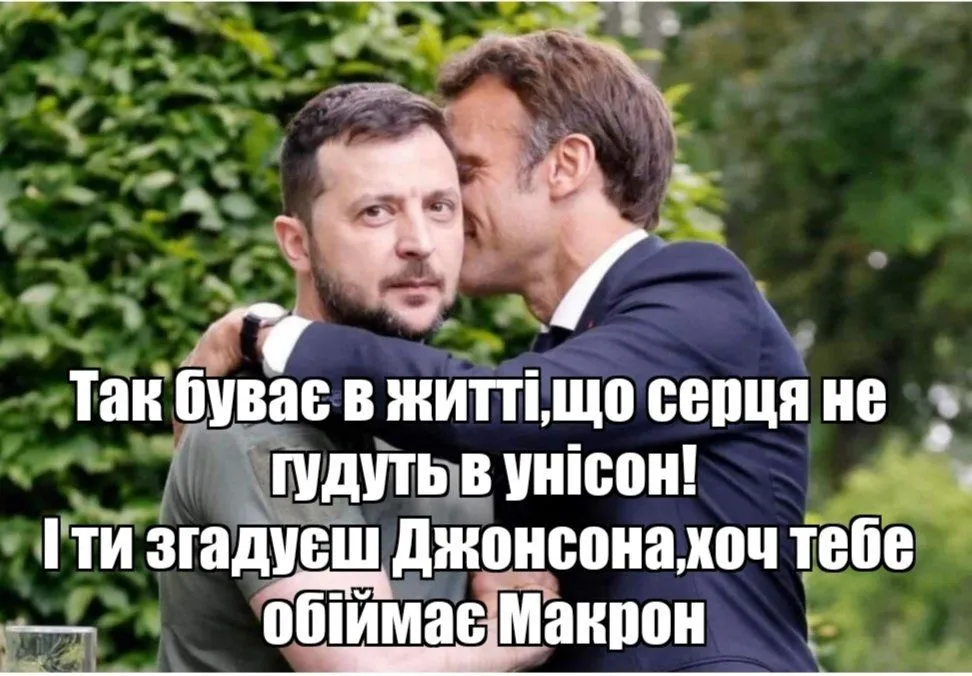 Так буває в житті,що серця не
гудуть в унісон!
І ти згадуєш Джонсона,хоч тебе
обіймає Макрон